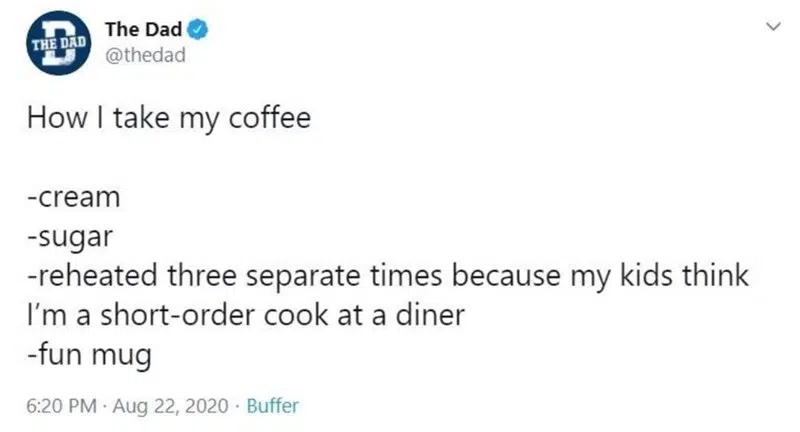 THE DAD
The Dad
@thedad
How I take my coffee
-cream
-sugar
-reheated three separate times because my kids think
I'm a short-order cook at a diner
-fun mug
6:20 PM · Aug 22, 2020 · Buffer